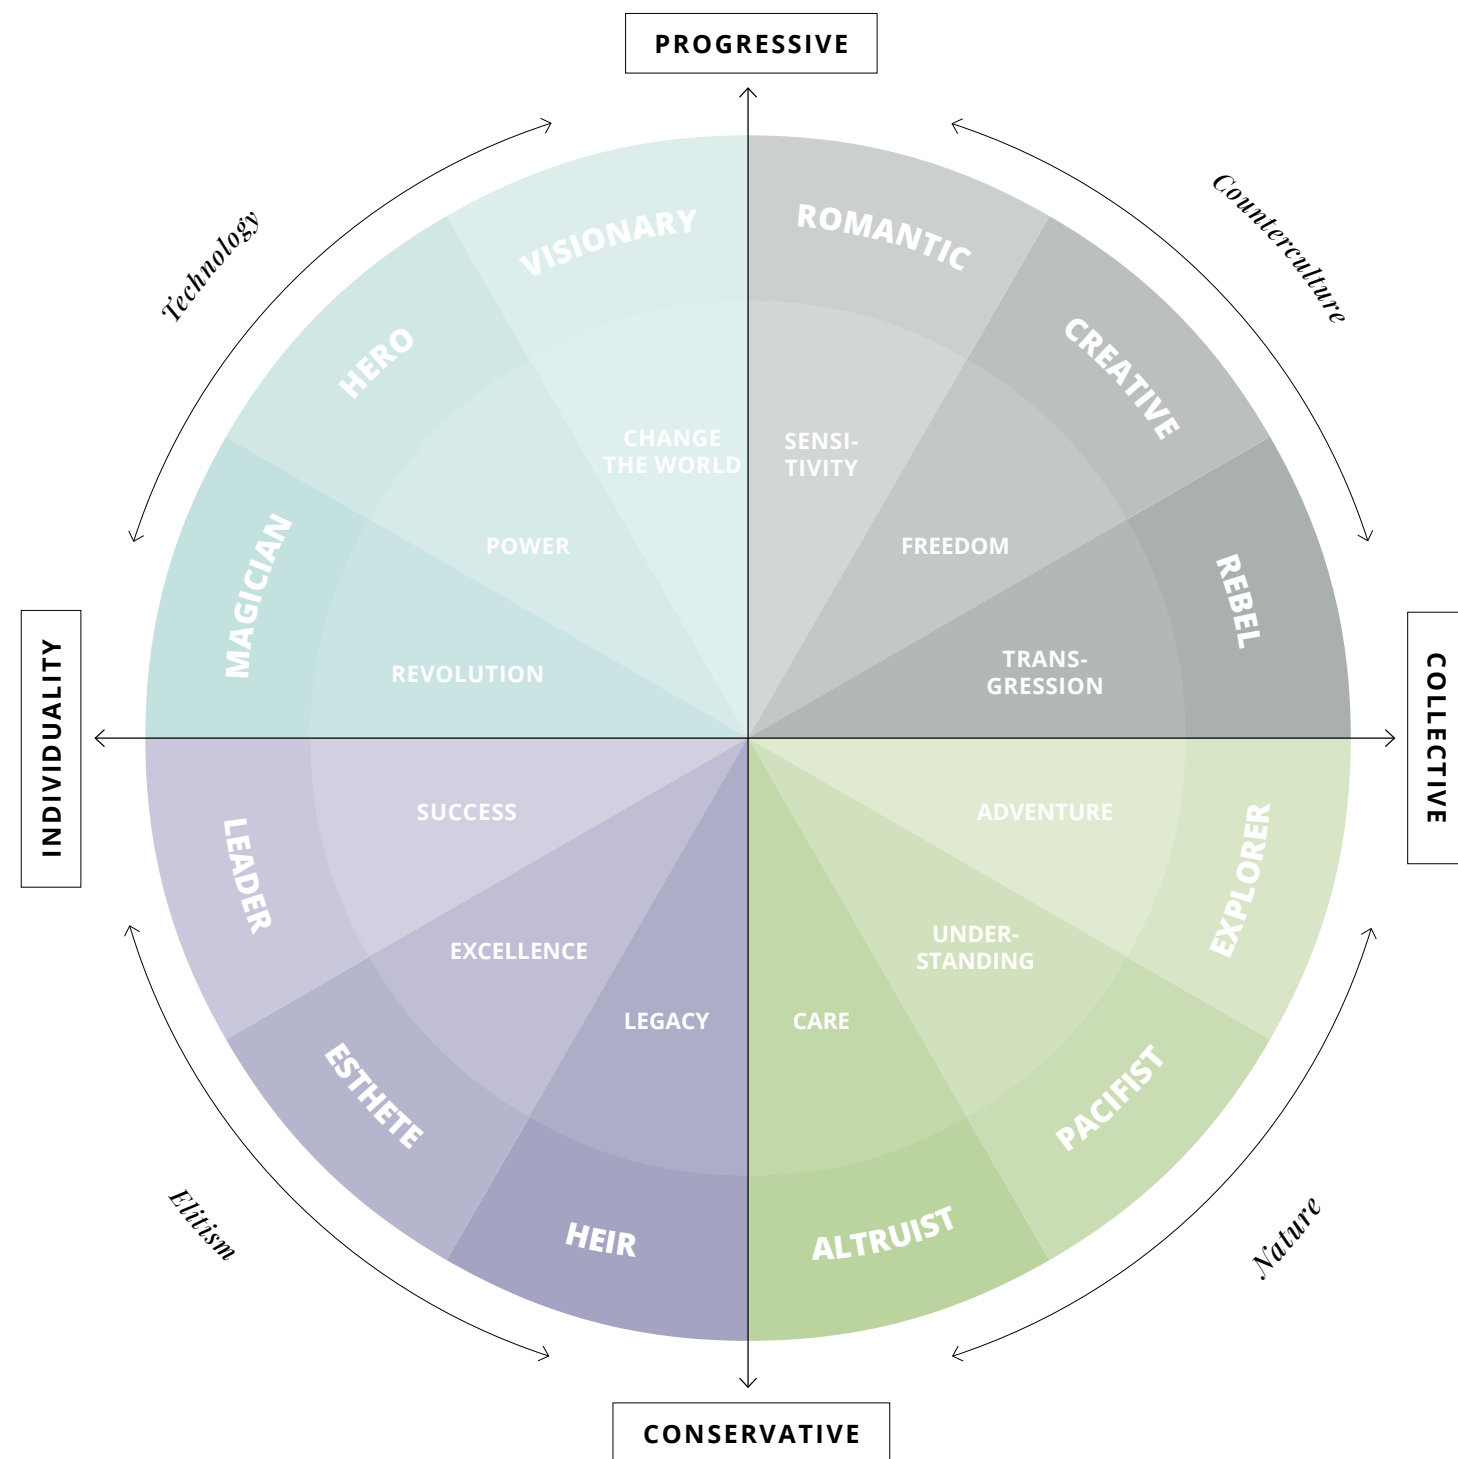 PROGRESSIVE
Technology
Counterculture
VISIONARY
ROMANTIC
HERO
CREATIVE
MAGICIAN
REBEL
CHANGE
THE WORLD
SENSI-
TIVITY
POWER
FREEDOM
REVOLUTION
TRANS-
GRESSION
INDIVIDUALITY
COLLECTIVE
SUCCESS
ADVENTURE
LEADER
EXPLORER
EXCELLENCE
UNDER-
STANDING
LEGACY
CARE
ESTHETE
PACIFIST
HEIR
ALTRUIST
Elitism
Nature
CONSERVATIVE